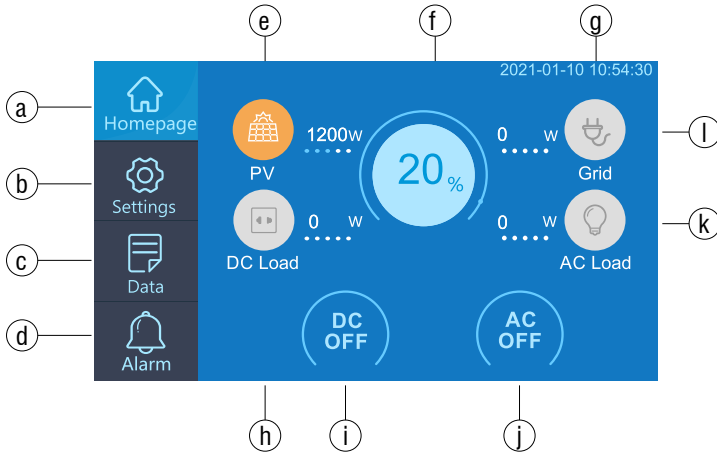 e f g
2021-01-10 10:54:30
a
Homepage
1200W
0 W
l
PV
20%
Grid
b
Settings
0 W
0 W
k
DC Load
AC Load
c
Data
DC
OFF
AC
OFF
d
Alarm
h i j